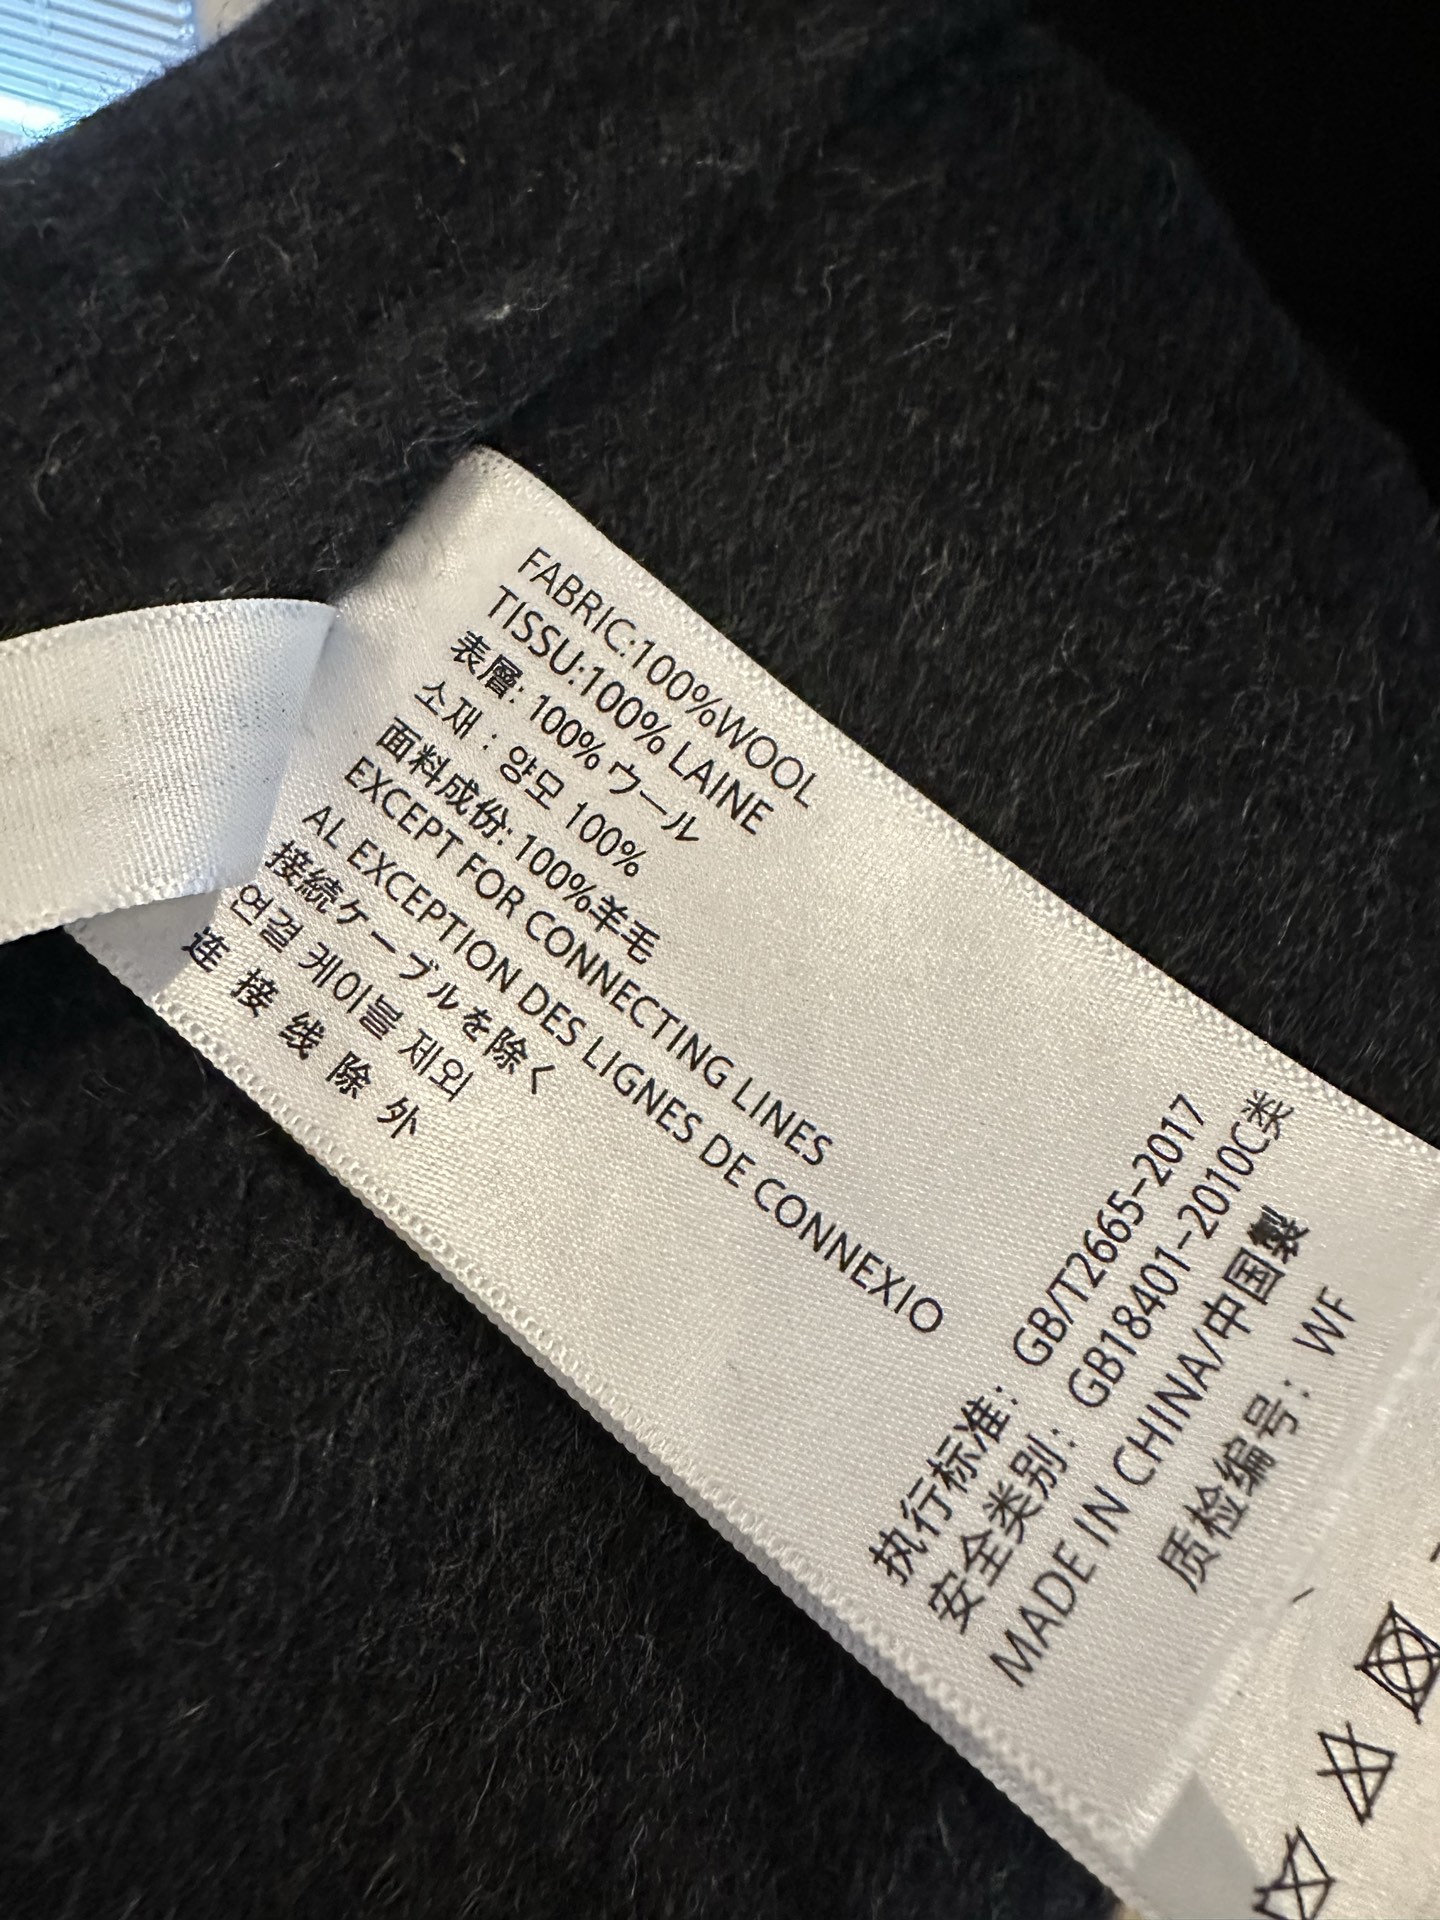 FABRIC:100%WOOL
TISSU:100% LAINE
表層: 100% ウール
소재 : 양모 100%
面料成份: 100%羊毛
EXCEPT FOR CONNECTING LINES
AL EXCEPTION DES LIGNES DE CONNEXIO
接続ケーブルを除く
연결 케이블 제외
连 接 线 除 外
执行标准: GB/T2665-2017
安全类别: GB18401-2010C类
MADE IN CHINA/中国製
质检编号: WF